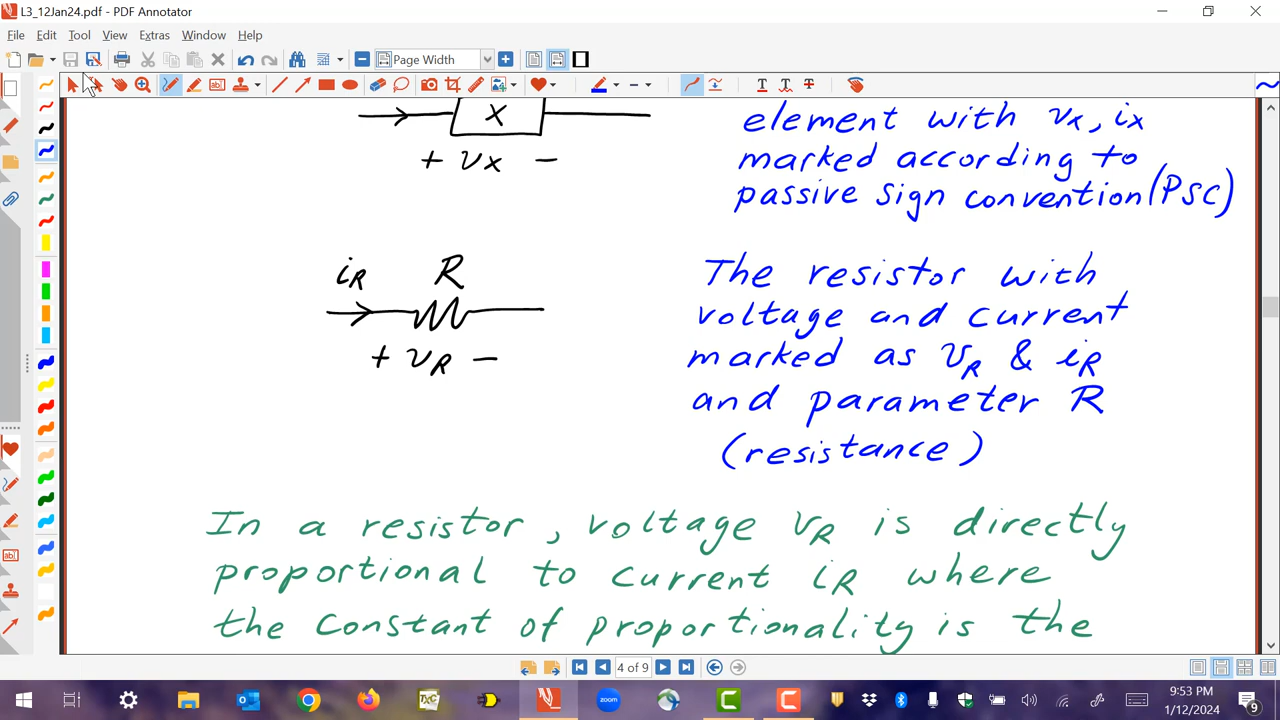 L3_12Jan24.pdf - PDF Annotator
File Edit Tool View Extras Window Help
Page Width
X
+ vx −
element with vx, ix
marked according to
passive sign convention (PSC)
iR R
+ vR −
The resistor with
voltage and current
marked as vR & iR
and parameter R
(resistance)
In a resistor, voltage vR is directly
proportional to current iR where
the constant of proportionality is the
4 of 9
zoom
9:53 PM
1/12/2024
9